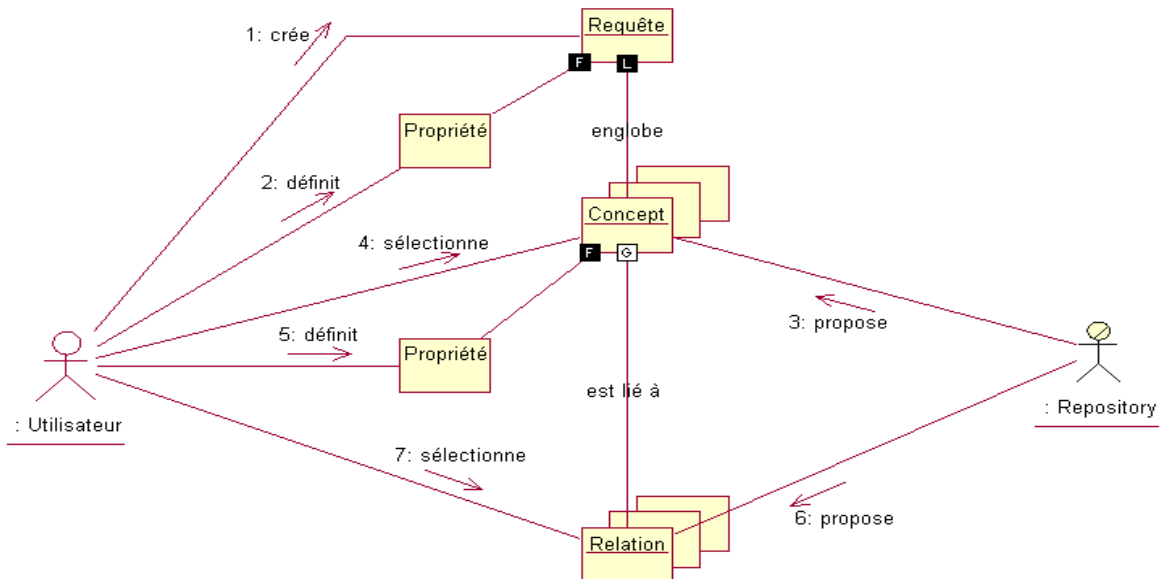 Requête
1: crée
F
L
Propriété
englobe
2: définit
Concept
4: sélectionne
F
G
3: propose
5: définit
Propriété
est lié à
: Repository
: Utilisateur
7: sélectionne
6: propose
Relation